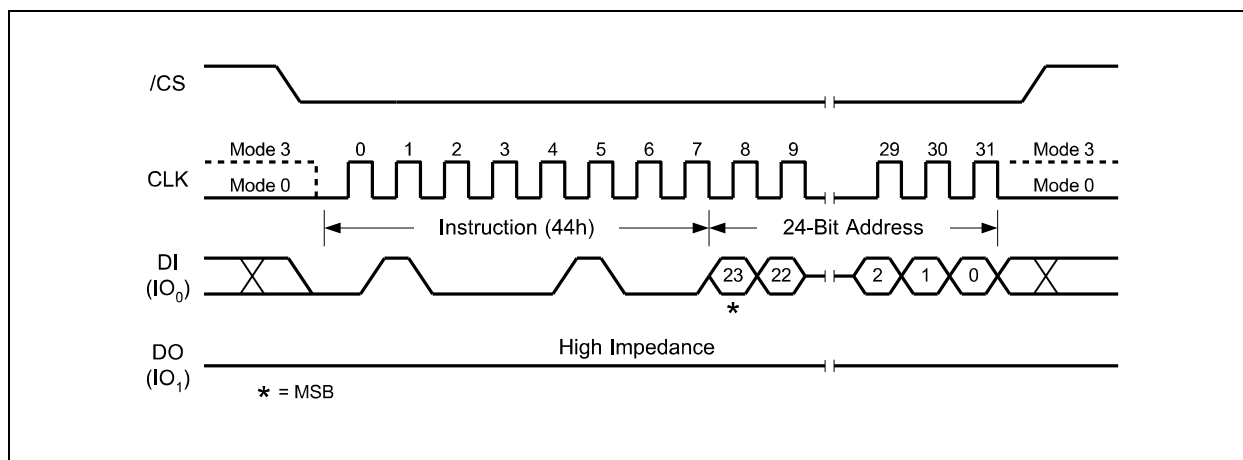 /CS
Mode 3 0 1 2 3 4 5 6 7 8 9 29 30 31 Mode 3
CLK Mode 0 Mode 0
Instruction (44h) 24-Bit Address
DI
(IO₀) 23 22 2 1 0
*
High Impedance
DO
(IO₁)
* = MSB